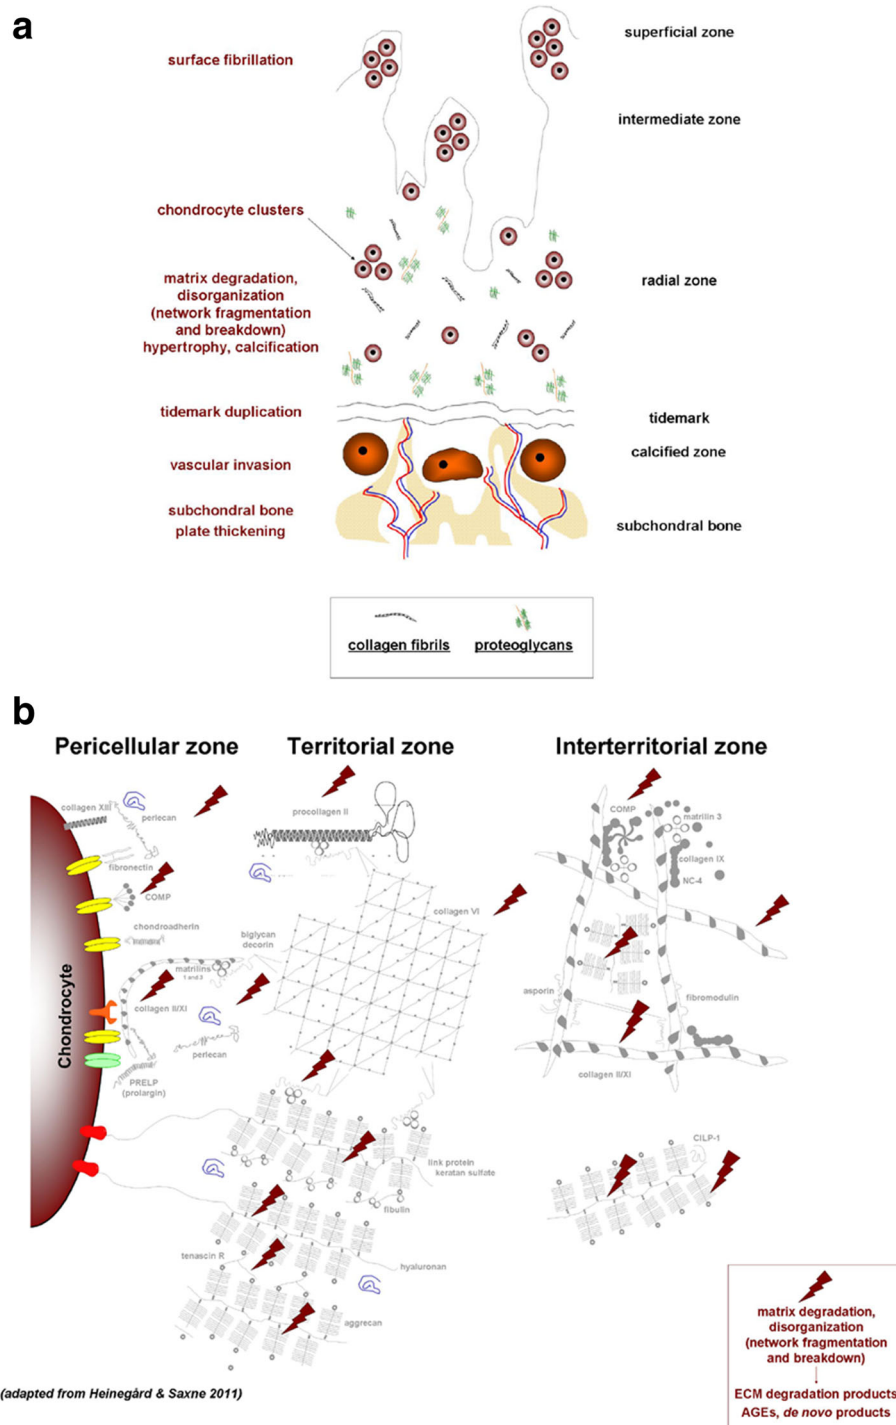 a
superficial zone
surface fibrillation
intermediate zone
chondrocyte clusters
matrix degradation,
disorganization
(network fragmentation
and breakdown)
hypertrophy, calcification
radial zone
tidemark duplication
tidemark
calcified zone
vascular invasion
subchondral bone
plate thickening
subchondral bone
collagen fibrils
proteoglycans
b
Pericellular zone
Territorial zone
Interterritorial zone
collagen XIII
perlecan
fibronectin
COMP
chondroadherin
matrilins
1 and 3
collagen II/XI
perlecan
PRELP
(prolargin)
Chondrocyte
procollagen II
biglycan
decorin
collagen VI
link protein
keratan sulfate
fibulin
tenascin R
hyaluronan
aggrecan
COMP
matrilin 3
collagen IX
NC-4
asporin
fibromodulin
collagen II/XI
CILP-1
matrix degradation,
disorganization
(network fragmentation
and breakdown)
ECM degradation products
AGEs, de novo products
(adapted from Heinegård & Saxne 2011)